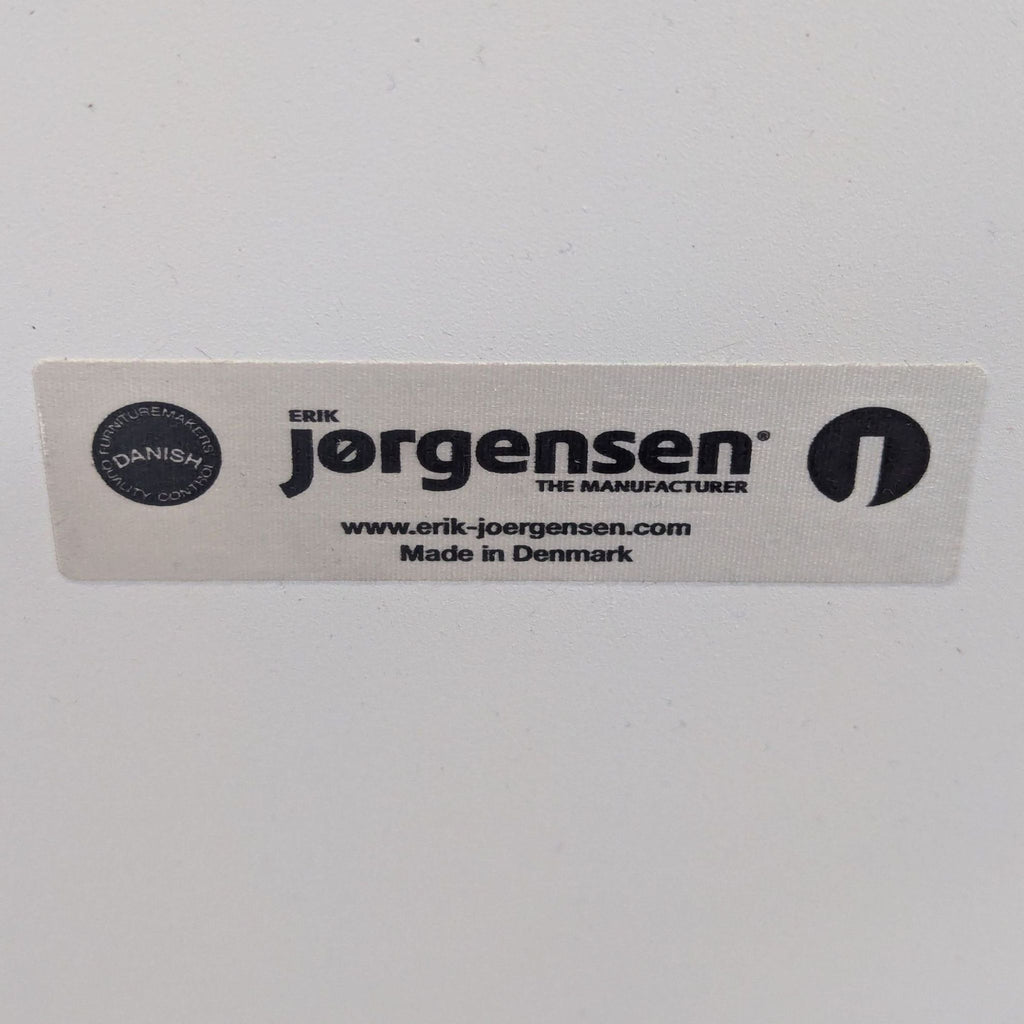 DANISH
FURNITUREMAKERS'
QUALITY CONTROL
ERIK
jørgensen®
THE MANUFACTURER
www.erik-joergensen.com
Made in Denmark